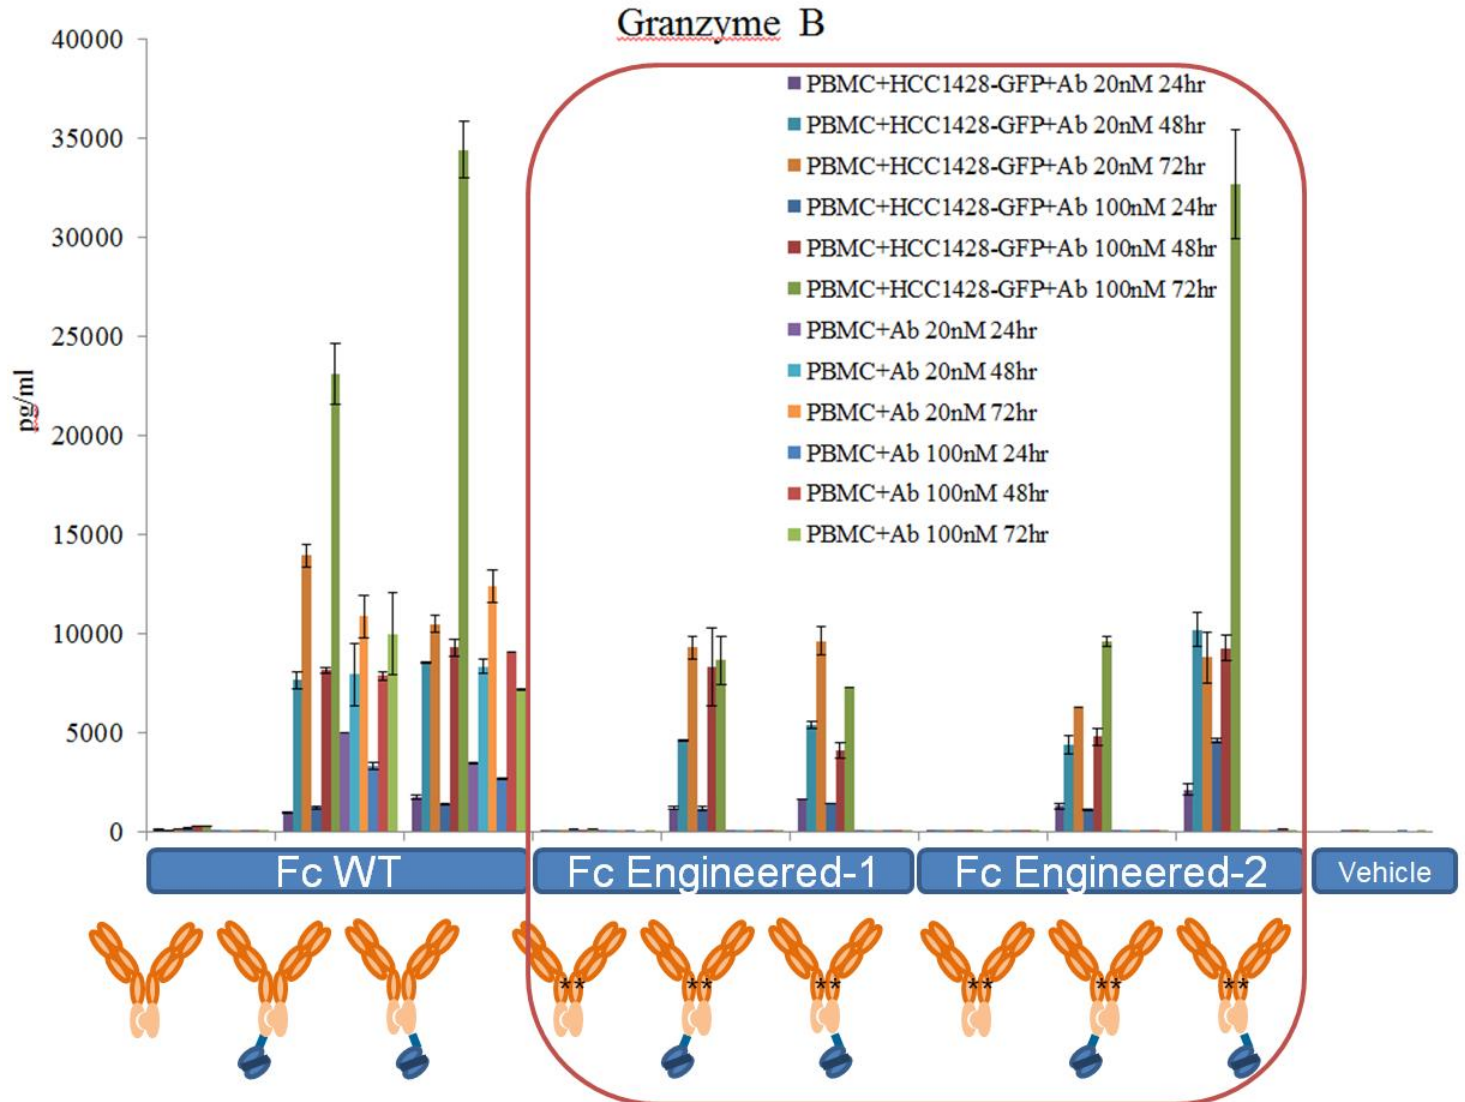 Granzyme B
40000
35000
30000
25000
20000
15000
10000
5000
0
pg/ml
PBMC+HCC1428-GFP+Ab 20nM 24hr
PBMC+HCC1428-GFP+Ab 20nM 48hr
PBMC+HCC1428-GFP+Ab 20nM 72hr
PBMC+HCC1428-GFP+Ab 100nM 24hr
PBMC+HCC1428-GFP+Ab 100nM 48hr
PBMC+HCC1428-GFP+Ab 100nM 72hr
PBMC+Ab 20nM 24hr
PBMC+Ab 20nM 48hr
PBMC+Ab 20nM 72hr
PBMC+Ab 100nM 24hr
PBMC+Ab 100nM 48hr
PBMC+Ab 100nM 72hr
Fc WT
Fc Engineered-1
Fc Engineered-2
Vehicle
** ** ** ** ** **